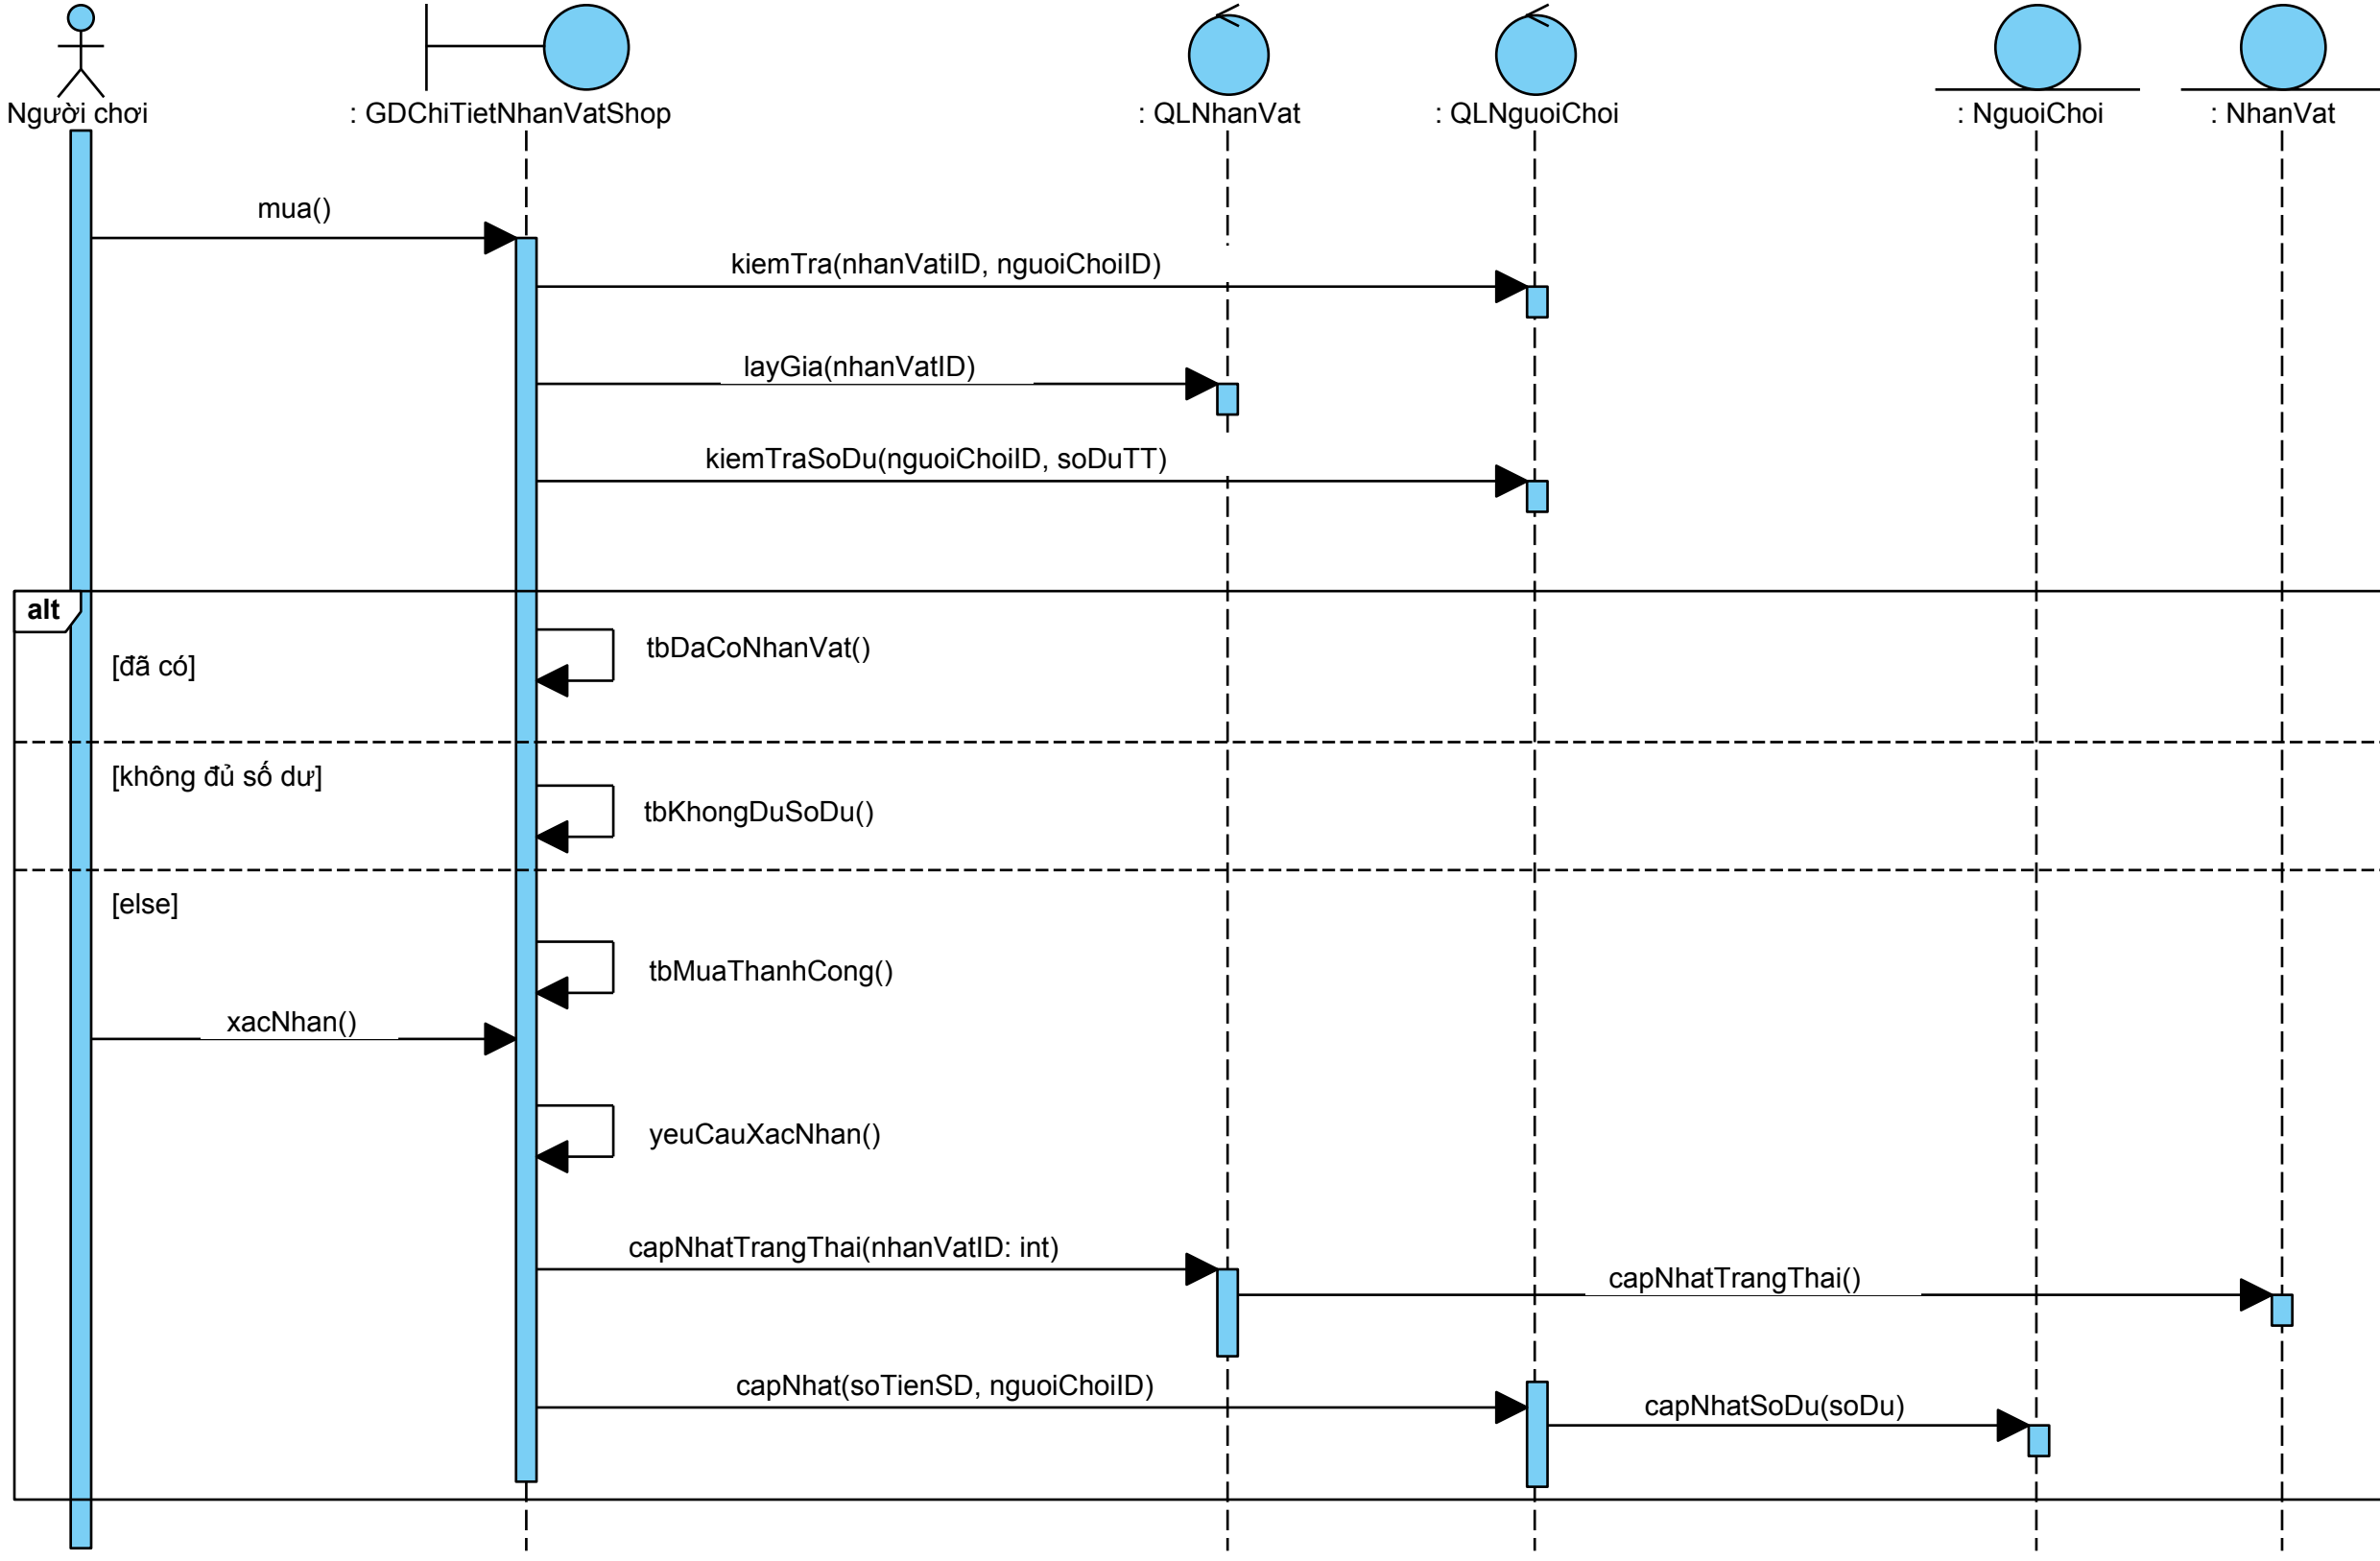 Người chơi
: GDChiTietNhanVatShop
: QLNhanVat
: QLNguoiChoi
: NguoiChoi
: NhanVat
mua()
kiemTra(nhanVatiID, nguoiChoiID)
layGia(nhanVatID)
kiemTraSoDu(nguoiChoiID, soDuTT)
alt
tbDaCoNhanVat()
[đã có]
[không đủ số dư]
tbKhongDuSoDu()
[else]
tbMuaThanhCong()
xacNhan()
yeuCauXacNhan()
capNhatTrangThai(nhanVatID: int)
capNhatTrangThai()
capNhat(soTienSD, nguoiChoiID)
capNhatSoDu(soDu)